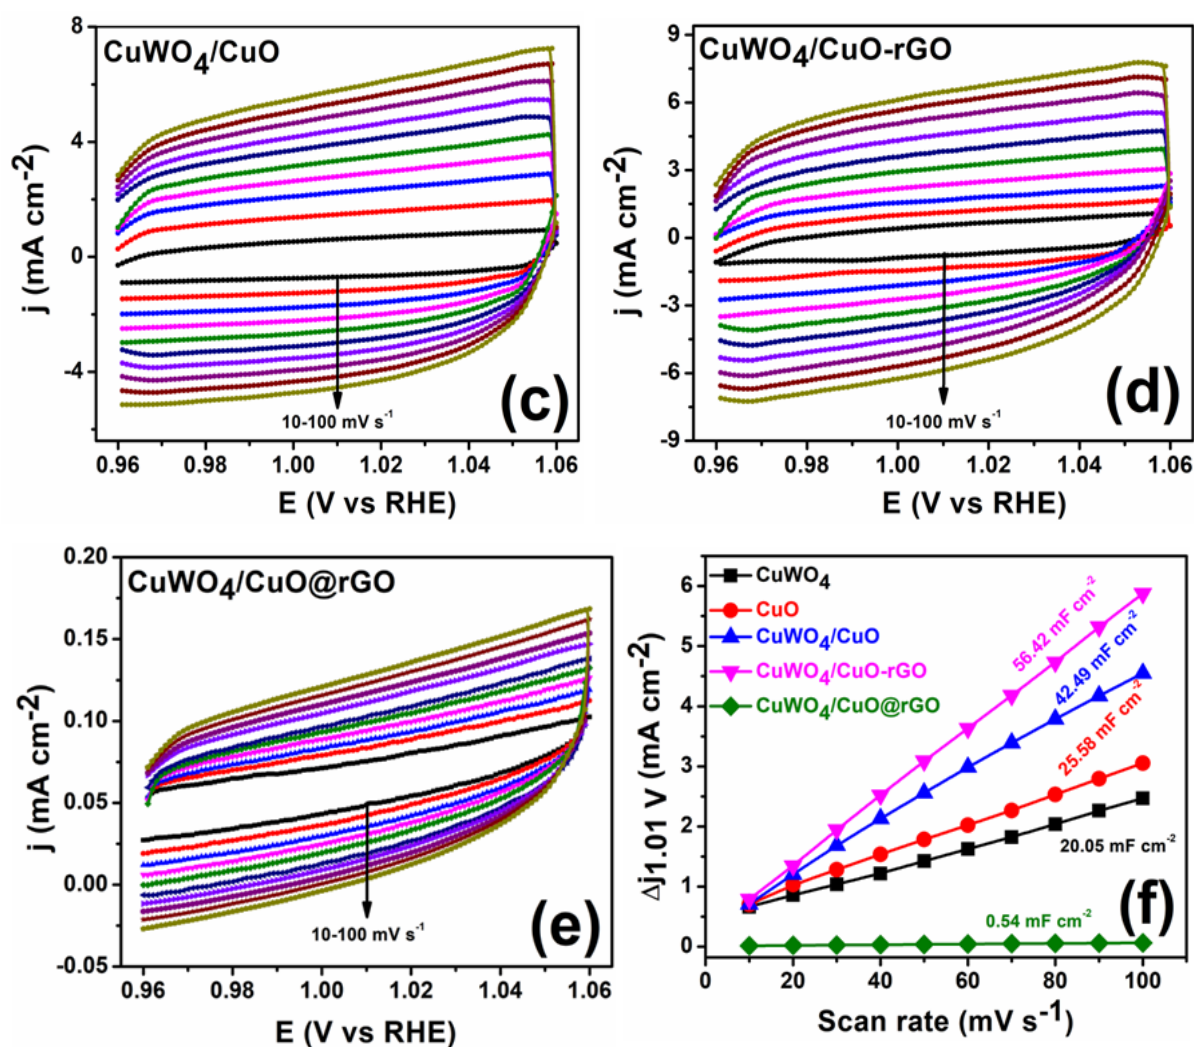 CuWO4/CuO
8
4
0
-4
j (mA cm-2)
10-100 mV s-1
(c)
0.96 0.98 1.00 1.02 1.04 1.06
E (V vs RHE)
CuWO4/CuO-rGO
9
6
3
0
-3
-6
-9
j (mA cm-2)
10-100 mV s-1
(d)
0.96 0.98 1.00 1.02 1.04 1.06
E (V vs RHE)
CuWO4/CuO@rGO
0.20
0.15
0.10
0.05
0.00
-0.05
j (mA cm-2)
10-100 mV s-1
(e)
0.96 0.98 1.00 1.02 1.04 1.06
E (V vs RHE)
CuWO4
CuO
CuWO4/CuO
CuWO4/CuO-rGO
CuWO4/CuO@rGO
6
5
4
3
2
1
0
Δj1.01 V (mA cm-2)
56.42 mF cm-2
42.49 mF cm-2
25.58 mF cm-2
20.05 mF cm-2
0.54 mF cm-2
(f)
0 20 40 60 80 100
Scan rate (mV s-1)